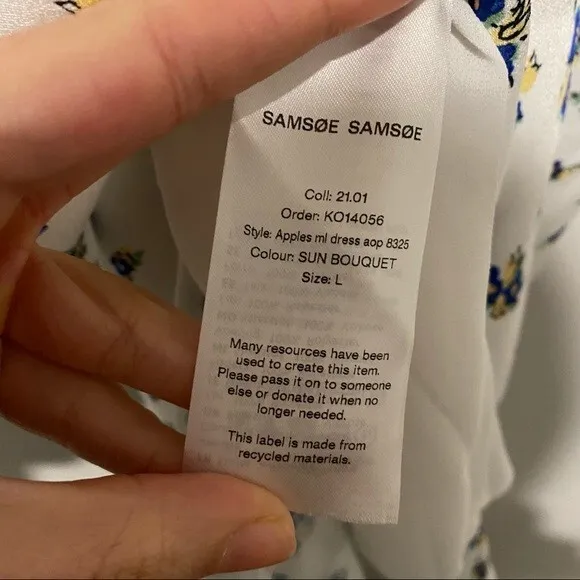 SAMSØE SAMSØE
Coll: 21.01
Order: KO14056
Style: Apples ml dress aop 8325
Colour: SUN BOUQUET
Size: L
Many resources have been
used to create this item.
Please pass it on to someone
else or donate it when no
longer needed.
This label is made from
recycled materials.